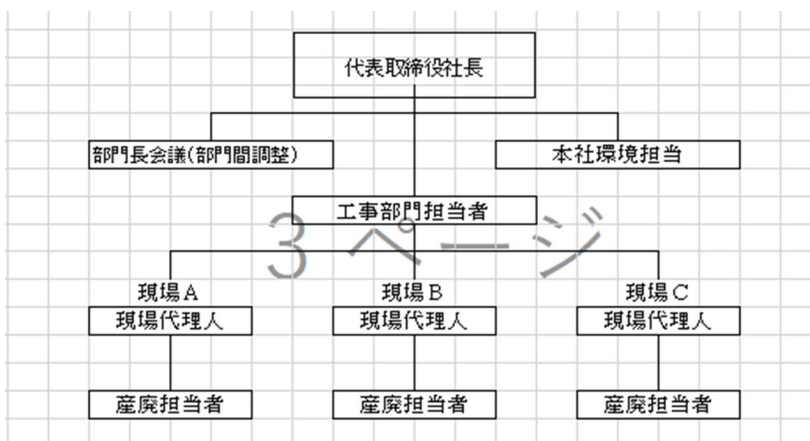 代表取締役社長
部門長会議(部門間調整)
本社環境担当
工事部門担当者
3 ページ
現場A
現場B
現場C
現場代理人
現場代理人
現場代理人
産廃担当者
産廃担当者
産廃担当者